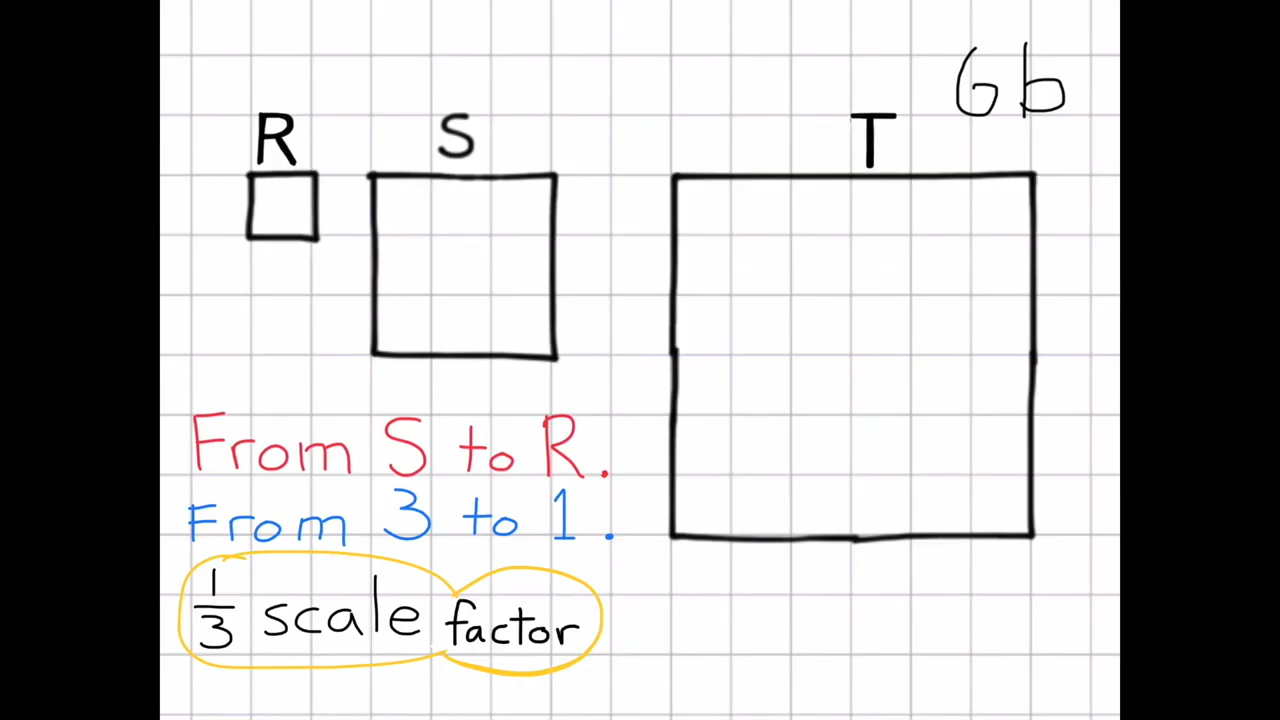 6b
R S T
From S to R.
From 3 to 1.
1/3 scale factor